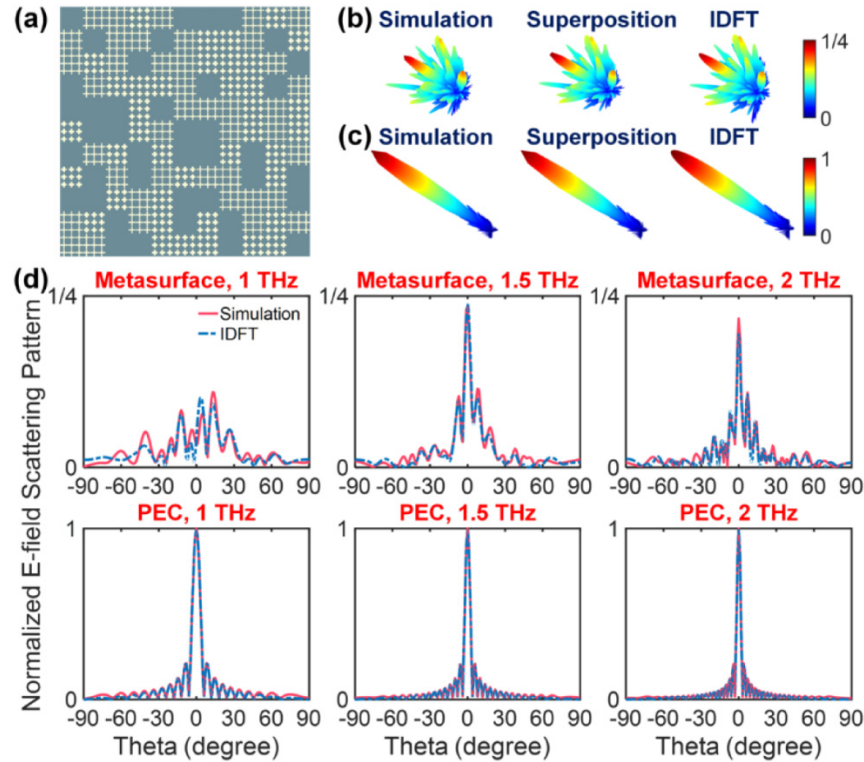 (a)
(b) Simulation Superposition IDFT
1/4
0
(c) Simulation Superposition IDFT
1
0
(d) Metasurface, 1 THz Metasurface, 1.5 THz Metasurface, 2 THz
Normalized E-field Scattering Pattern
1/4 1/4 1/4
Simulation
IDFT
0 0 0
-90 -60 -30 0 30 60 90 -90 -60 -30 0 30 60 90 -90 -60 -30 0 30 60 90
PEC, 1 THz PEC, 1.5 THz PEC, 2 THz
1 1 1
0 0 0
-90 -60 -30 0 30 60 90 -90 -60 -30 0 30 60 90 -90 -60 -30 0 30 60 90
Theta (degree) Theta (degree) Theta (degree)